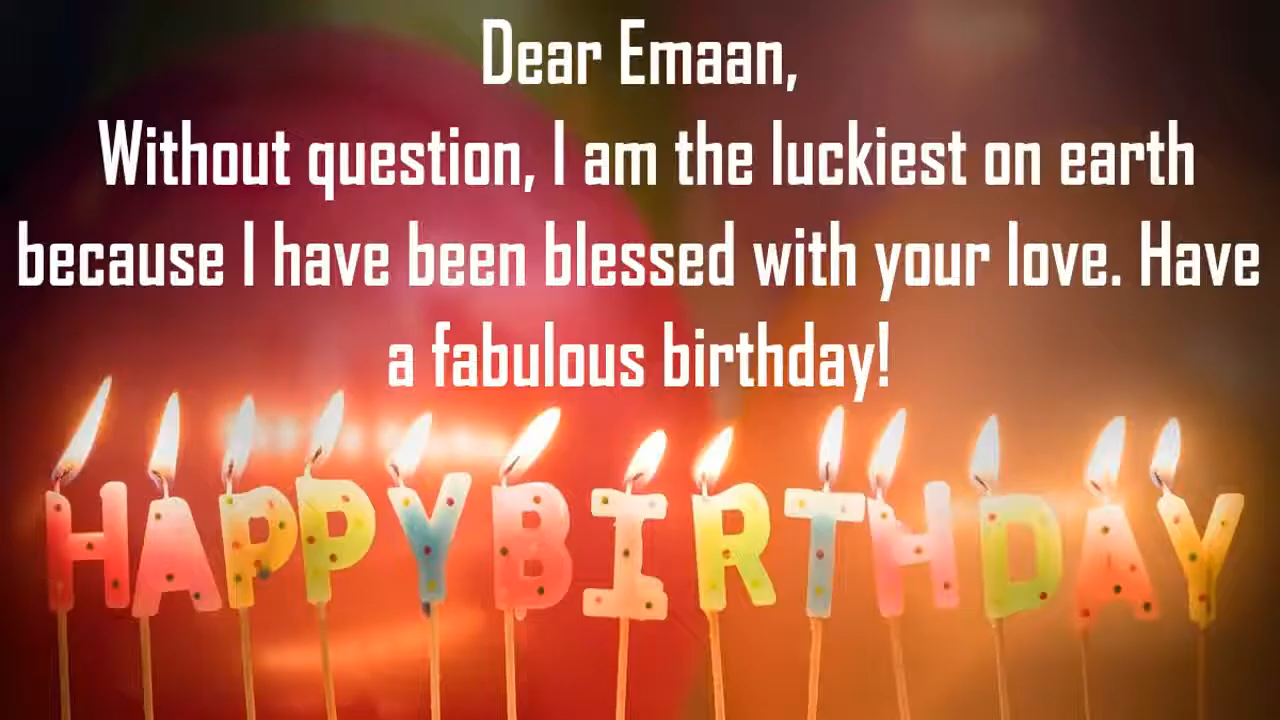 Dear Emaan,
Without question, I am the luckiest on earth
because I have been blessed with your love. Have
a fabulous birthday!
HAPPYBIRTHDAY